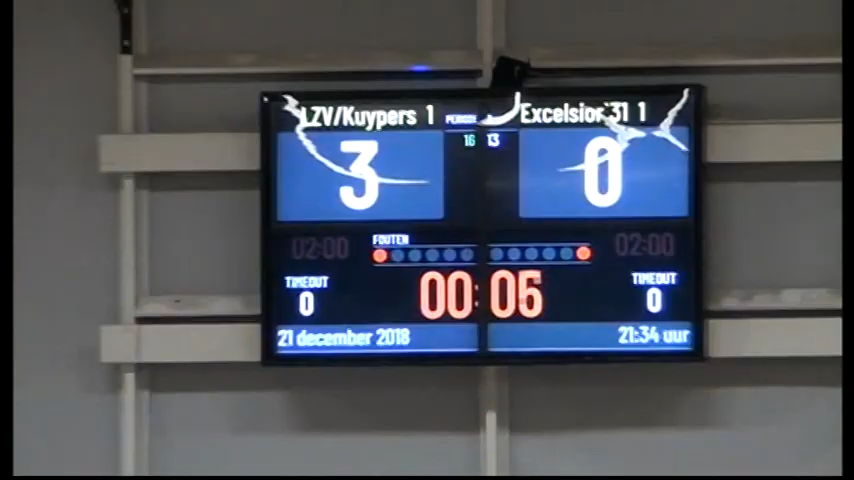 LZV/Kuypers 1 PERIODE Excelsior'31 1
16 13
3 0
02:00 FOUTEN 02:00
TIMEOUT 00:05 TIMEOUT
0 0
21 december 2018 21:34 uur